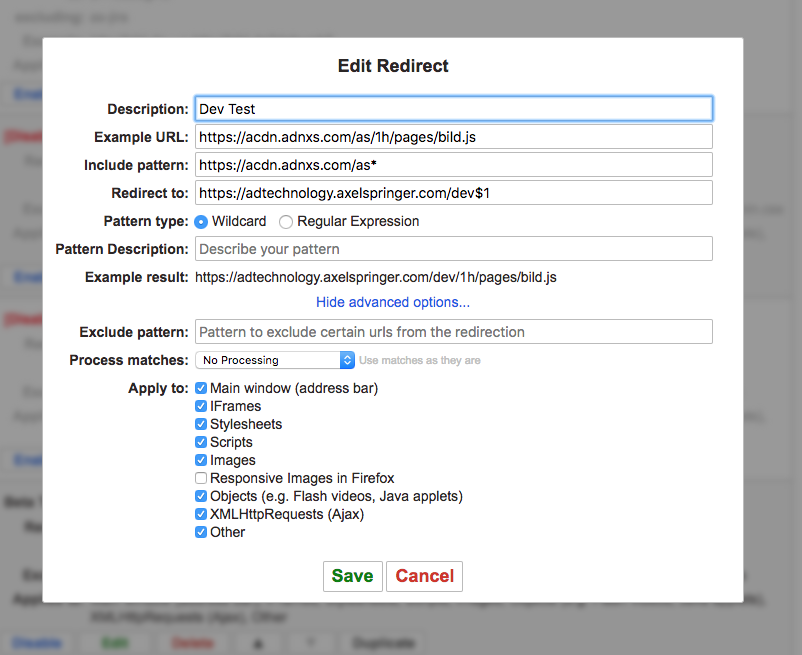 Edit Redirect
Description: Dev Test
Example URL: https://acdn.adnxs.com/as/1h/pages/bild.js
Include pattern: https://acdn.adnxs.com/as*
Redirect to: https://adtechnology.axelspringer.com/dev$1
Pattern type: Wildcard Regular Expression
Pattern Description: Describe your pattern
Example result: https://adtechnology.axelspringer.com/dev/1h/pages/bild.js
Hide advanced options...
Exclude pattern: Pattern to exclude certain urls from the redirection
Process matches: No Processing Use matches as they are
Apply to: Main window (address bar)
IFrames
Stylesheets
Scripts
Images
Responsive Images in Firefox
Objects (e.g. Flash videos, Java applets)
XMLHttpRequests (Ajax)
Other
Save Cancel
XMLHttpRequests (Ajax), Other
Disable Edit Delete Duplicate